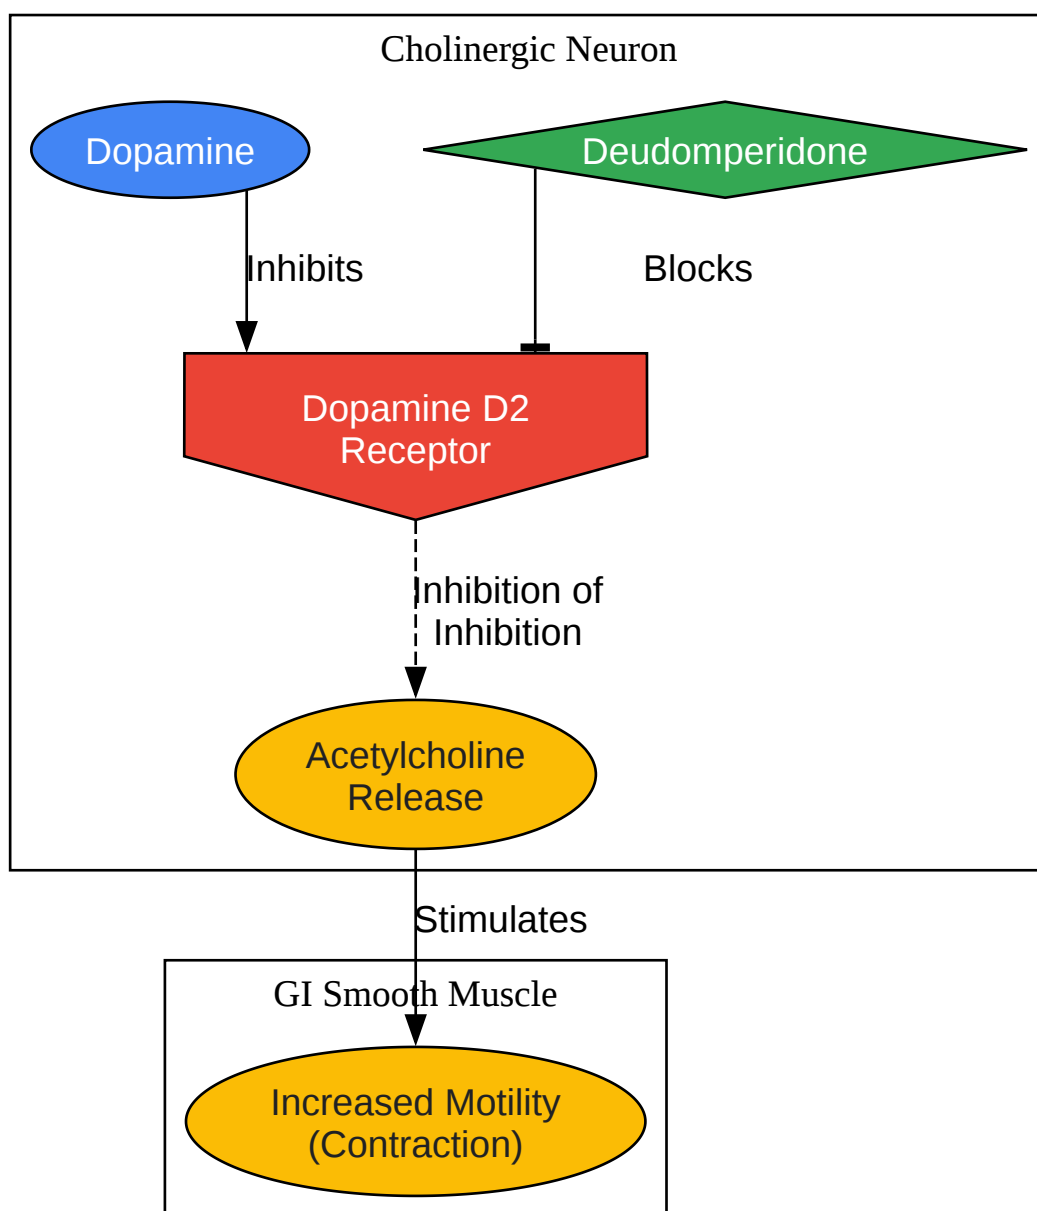 Cholinergic Neuron
Dopamine
Deudomperidone
Inhibits
Blocks
Dopamine D2
Receptor
Inhibition of
Inhibition
Acetylcholine
Release
Stimulates
GI Smooth Muscle
Increased Motility
(Contraction)